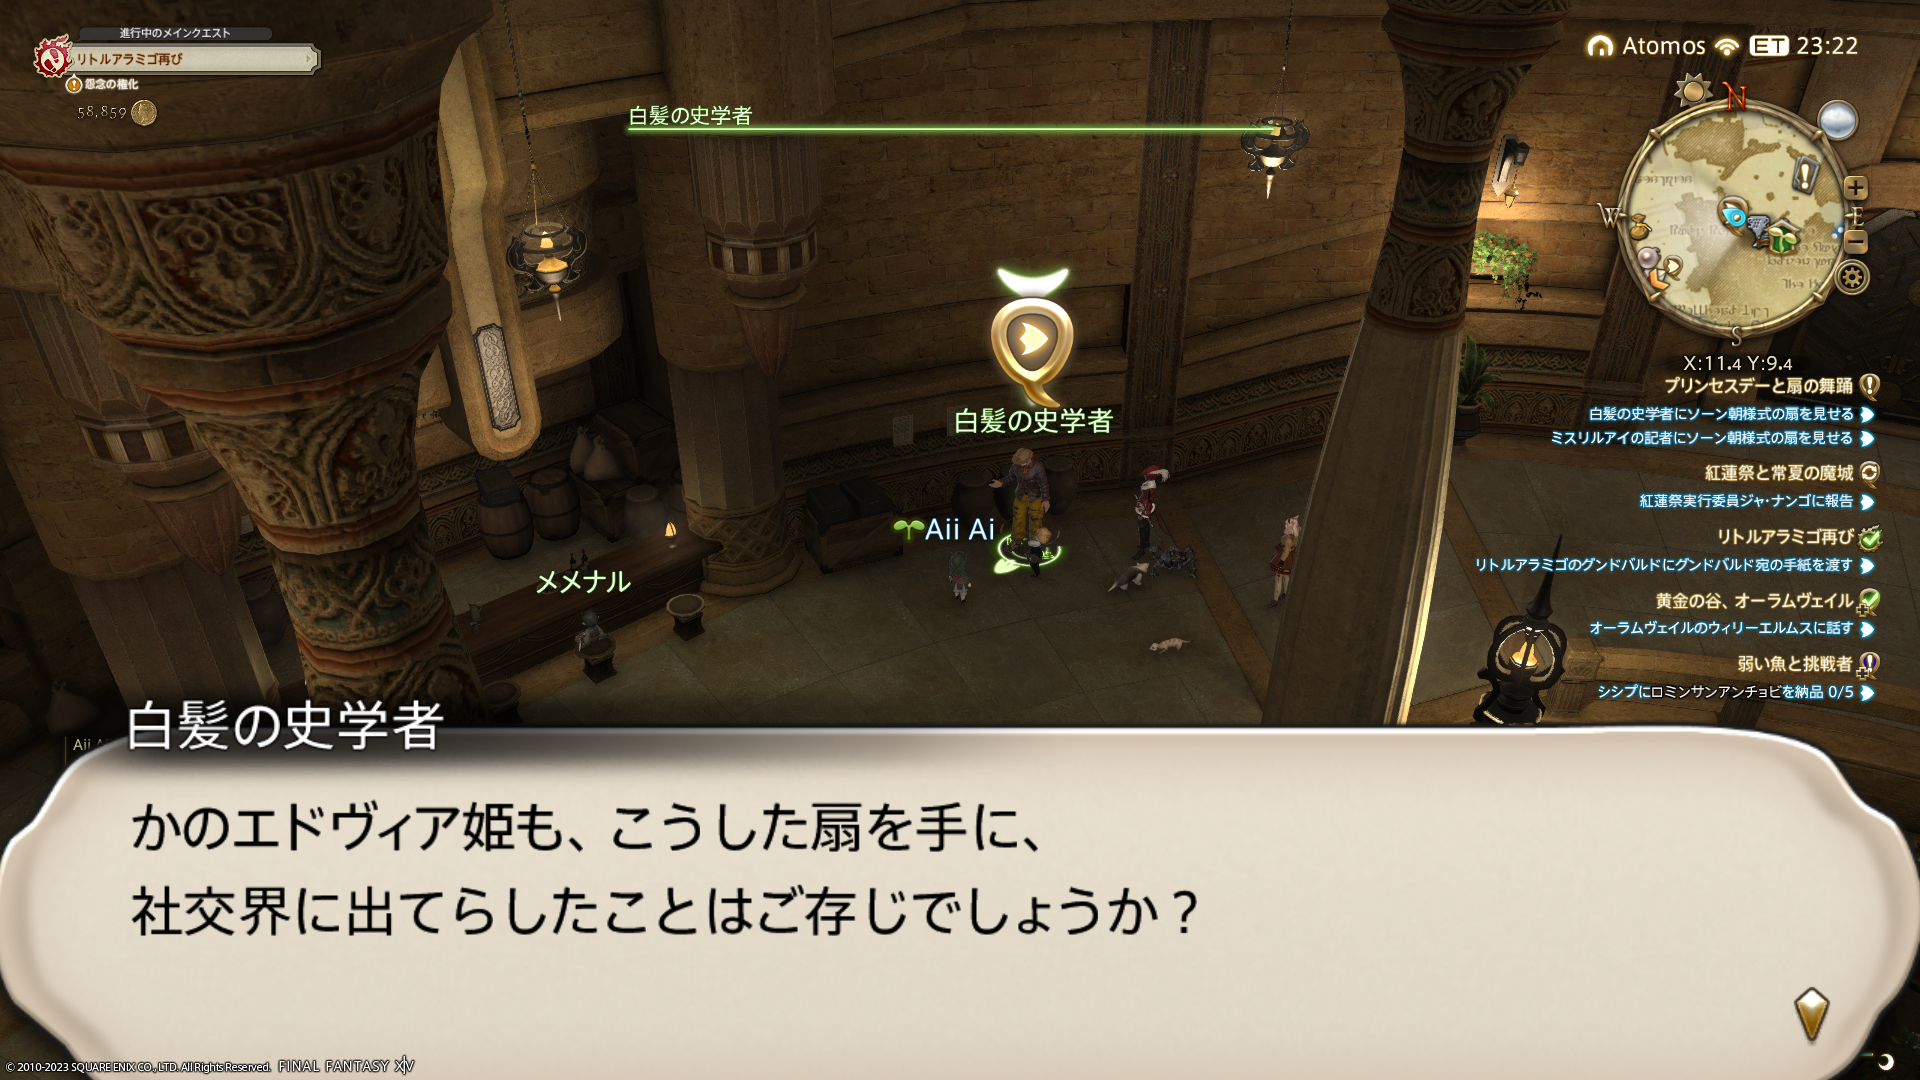 進行中のメインクエスト
リトルアラミゴ再び
怨念の権化
58,859
白髪の史学者
Atomos ET 23:22
N
W
E
S
X:11.4 Y:9.4
プリンセスデーと扇の舞踊
白髪の史学者にソーン朝様式の扇を見せる
ミスリルアイの記者にソーン朝様式の扇を見せる
紅蓮祭と常夏の魔城
紅蓮祭実行委員ジャ・ナンゴに報告
リトルアラミゴ再び
リトルアラミゴのグンドバルドにグンドバルド宛の手紙を渡す
黄金の谷、オーラムヴェイル
オーラムヴェイルのウィリーエルムスに話す
弱い魚と挑戦者
シシプにロミンサンアンチョビを納品 0/5
白髪の史学者
Aii Ai
メメナル
Aii
白髪の史学者
かのエドヴィア姫も、こうした扇を手に、
社交界に出てらしたことはご存じでしょうか？
© 2010-2023 SQUARE ENIX CO., LTD. All Rights Reserved. FINAL FANTASY XIV